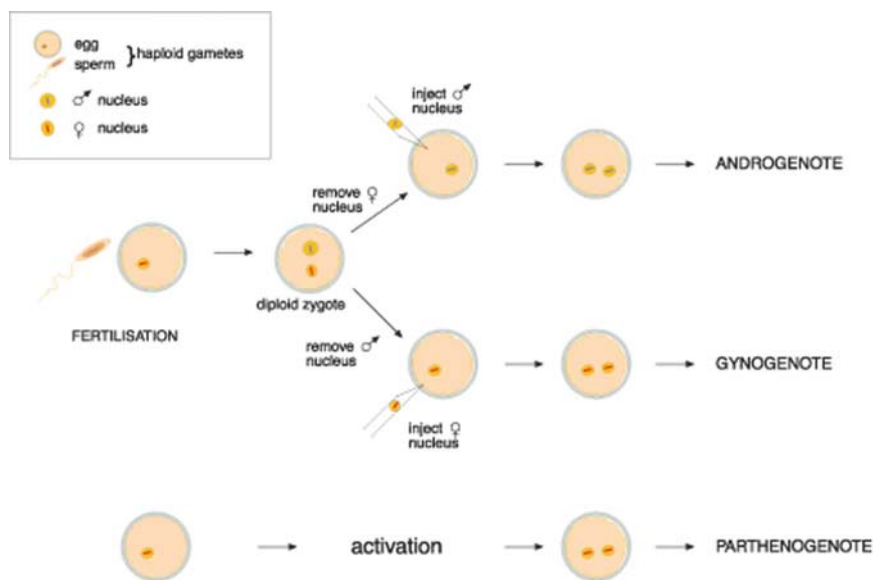 egg
sperm
} haploid gametes
♂ nucleus
♀ nucleus
inject ♂
nucleus
ANDROGENOTE
remove ♀
nucleus
diploid zygote
FERTILISATION
remove ♂
nucleus
GYNOGENOTE
inject ♀
nucleus
activation
PARTHENOGENOTE